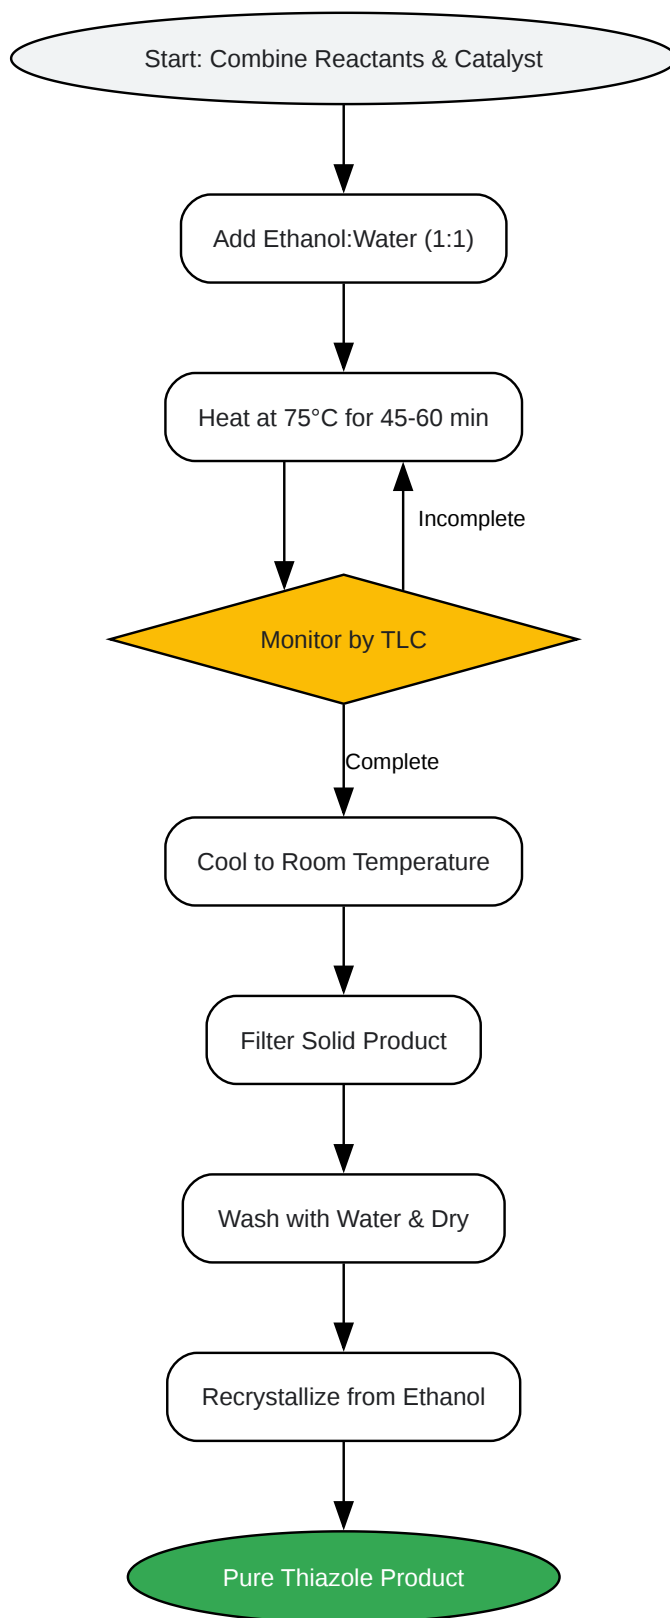 Start: Combine Reactants & Catalyst
Add Ethanol:Water (1:1)
Heat at 75°C for 45-60 min
Incomplete
Monitor by TLC
Complete
Cool to Room Temperature
Filter Solid Product
Wash with Water & Dry
Recrystallize from Ethanol
Pure Thiazole Product